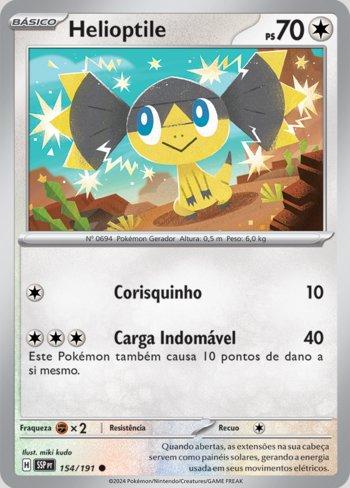 BÁSICO
Helioptile
PS 70
Nº 0694 Pokémon Gerador Altura: 0,5 m Peso: 6,0 kg
Corisquinho 10
Carga Indomável 40
Este Pokémon também causa 10 pontos de dano a
si mesmo.
Fraqueza x2 Resistência Recuo
Ilust. miki kudo
H SSP PT 154/191
Quando abertas, as extensões na sua cabeça
servem como painéis solares, gerando a energia
usada em seus movimentos elétricos.
©2024 Pokémon/Nintendo/Creatures/GAME FREAK